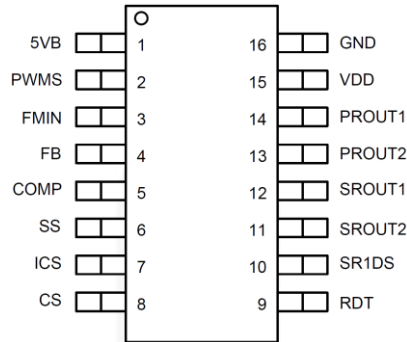 5VB 1 16 GND
PWMS 2 15 VDD
FMIN 3 14 PROUT1
FB 4 13 PROUT2
COMP 5 12 SROUT1
SS 6 11 SROUT2
ICS 7 10 SR1DS
CS 8 9 RDT